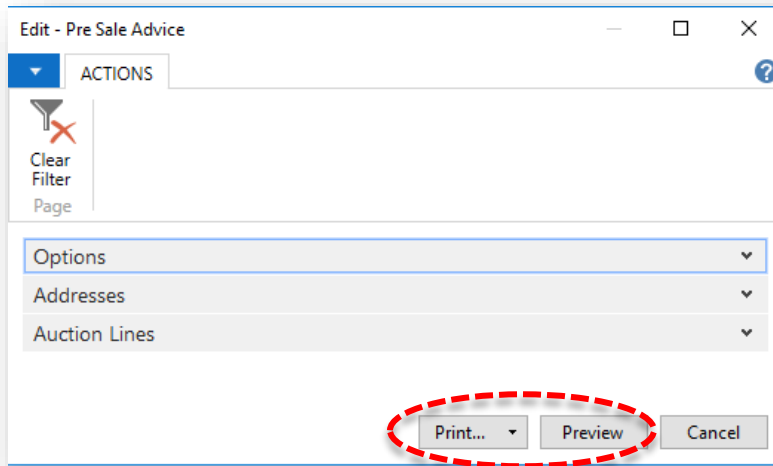 Edit - Pre Sale Advice
ACTIONS
?
Clear
Filter
Page
Options
Addresses
Auction Lines
Print... Preview Cancel